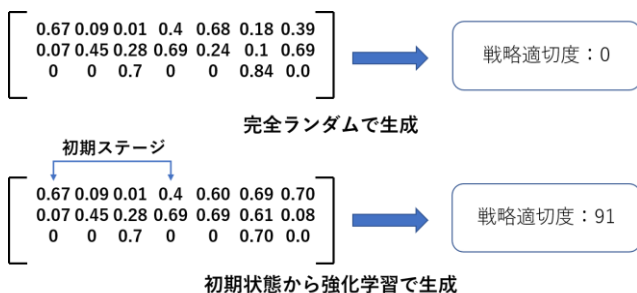 0.67 0.09 0.01 0.4 0.68 0.18 0.39
0.07 0.45 0.28 0.69 0.24 0.1 0.69
0 0 0.7 0 0 0.84 0.0
戦略適切度：0
完全ランダムで生成
初期ステージ
0.67 0.09 0.01 0.4 0.60 0.69 0.70
0.07 0.45 0.28 0.69 0.69 0.61 0.08
0 0 0.7 0 0 0.70 0.0
戦略適切度：91
初期状態から強化学習で生成